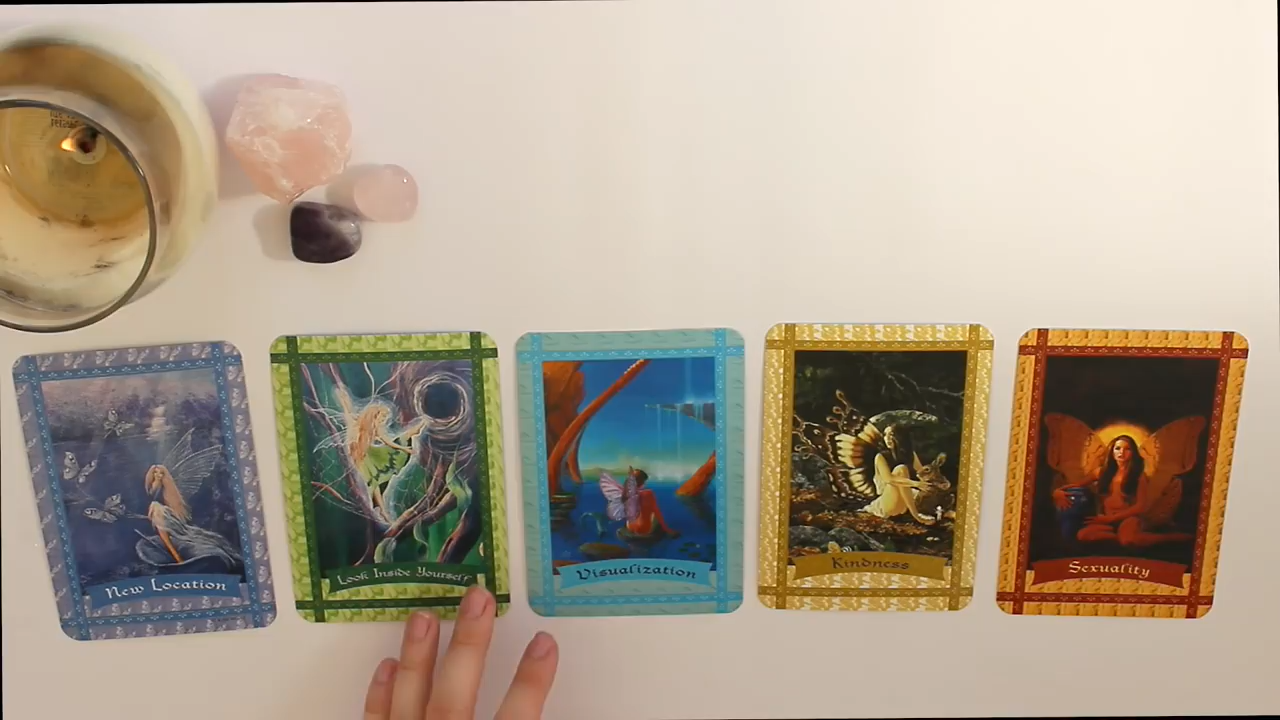 New Location
Look Inside Yourself
Visualization
Kindness
Sexuality